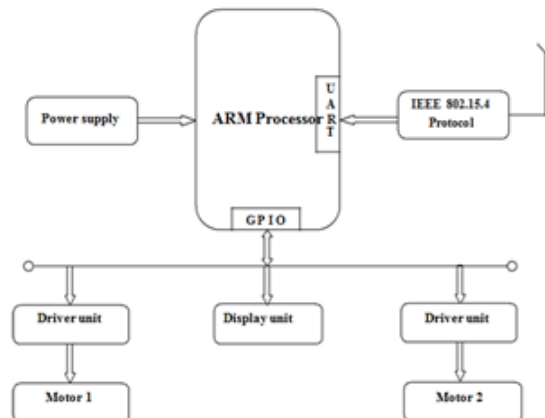 Power supply
ARM Processor
UART
IEEE 802.15.4
Protocol
GPIO
Driver unit
Display unit
Driver unit
Motor 1
Motor 2